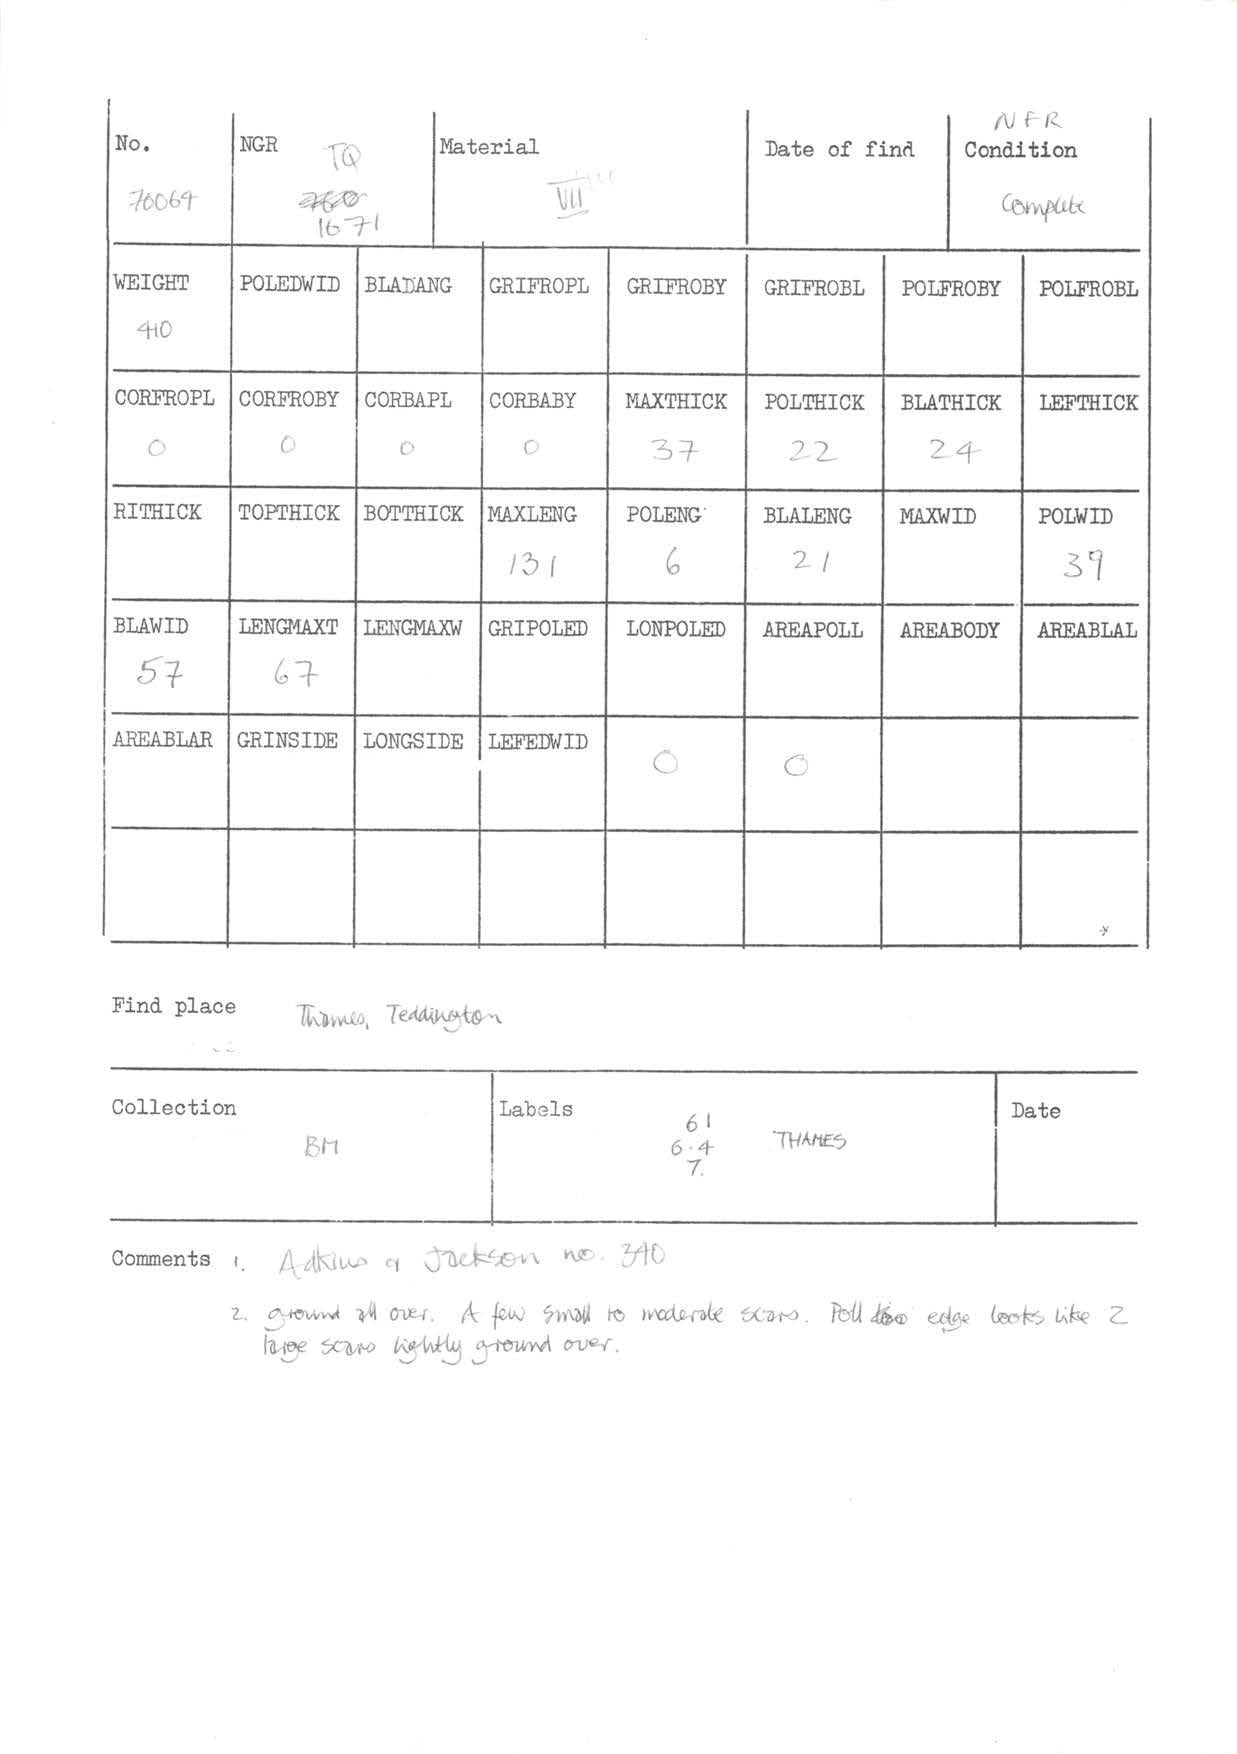 NFR
No. NGR Material Date of find Condition
TQ
70064 VII Complete
1671
WEIGHT POLEDWID BLADANG GRIFROPL GRIFROBY GRIFROBL POLFROBY POLFROBL
410
CORFROPL CORFROBY CORBAPL CORBABY MAXTHICK POLTHICK BLATHICK LEFTHICK
0 0 0 0 37 22 24
RITHICK TOPTHICK BOTTHICK MAXLENG POLENG BLALENG MAXWID POLWID
131 6 21 39
BLAWID LENGMAXT LENGMAXW GRIPOLED LONPOLED AREAPOLL AREABODY AREABLAL
57 67
AREABLAR GRINSIDE LONGSIDE LEFEDWID
0 0
Find place Thames, Teddington
Collection Labels Date
61
BM 6.4 THAMES
7.
Comments 1. Adkins & Jackson no. 340
2. ground all over. A few small to moderate scars. Poll edge looks like 2
large scars lightly ground over.